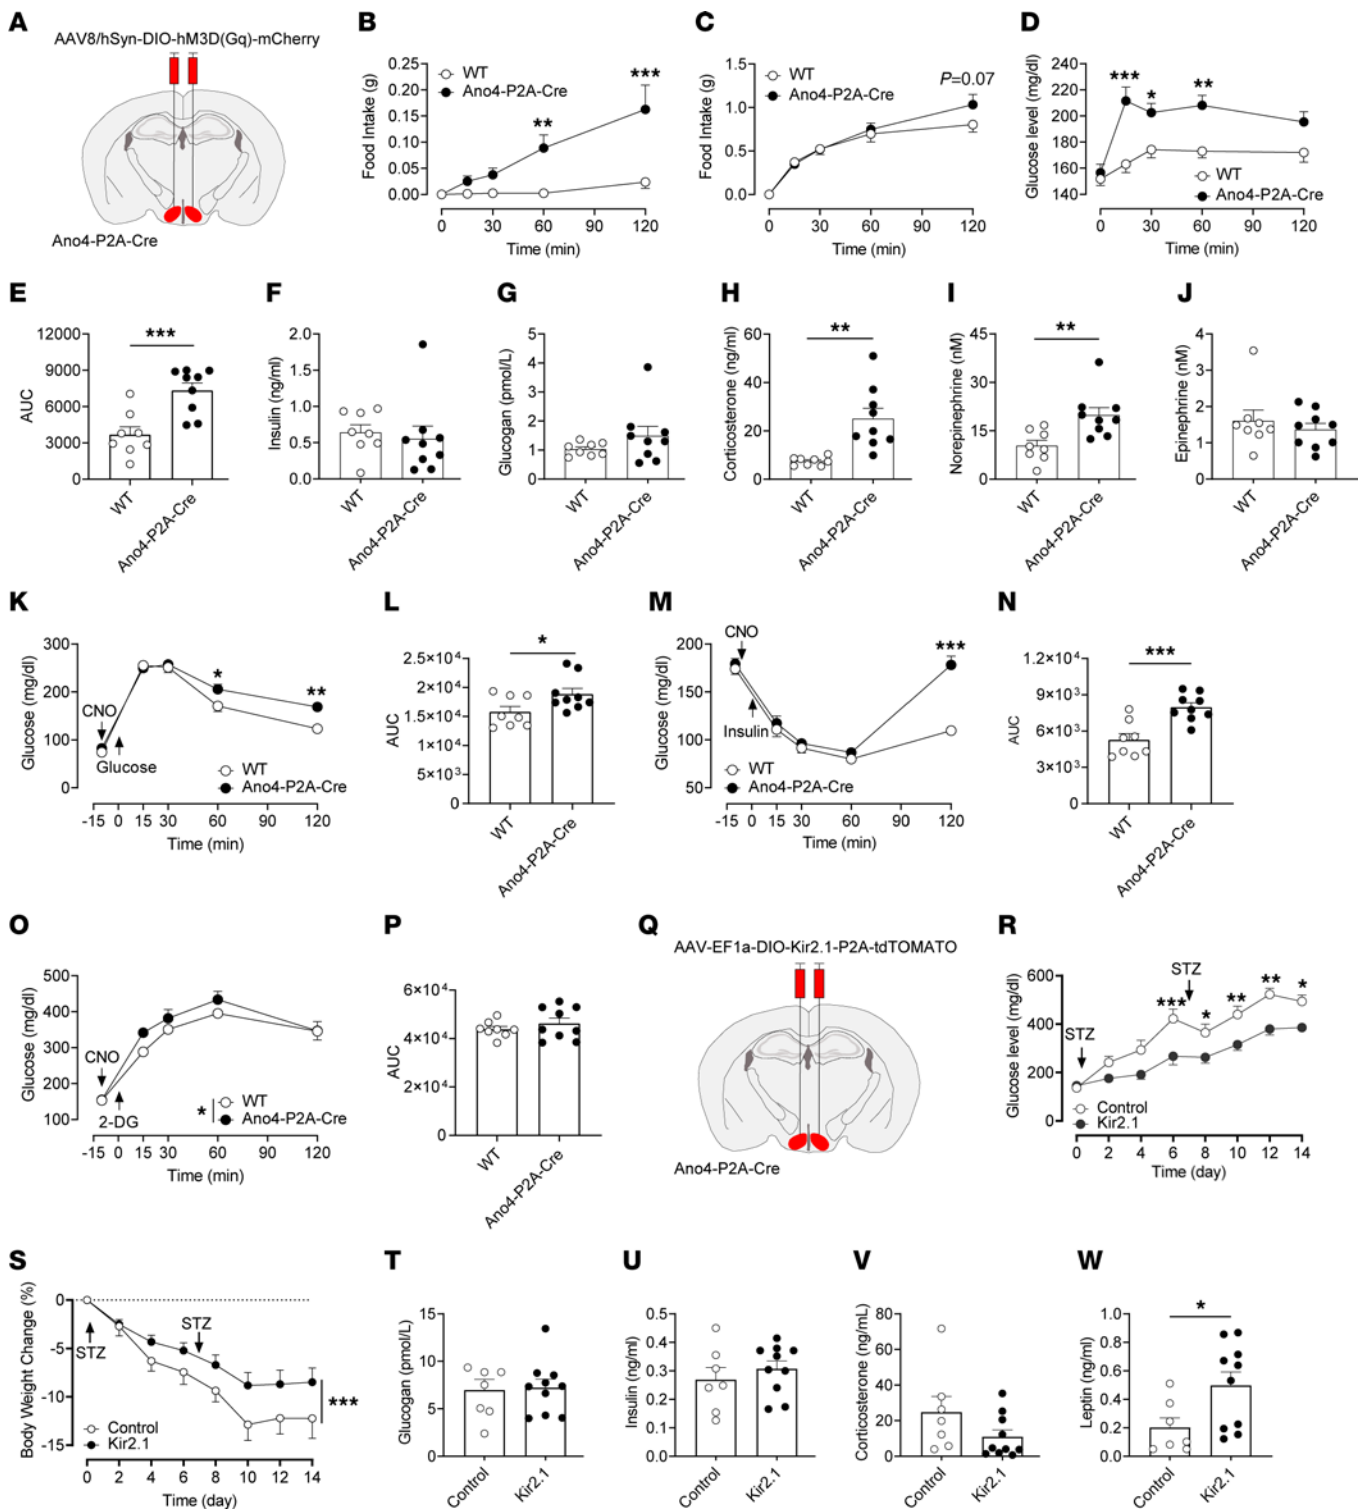 A
AAV8/hSyn-DIO-hM3D(Gq)-mCherry
Ano4-P2A-Cre
B
Food Intake (g)
0.25
0.20
0.15
0.10
0.05
0.00
WT
Ano4-P2A-Cre
**
***
0 30 60 90 120
Time (min)
C
Food Intake (g)
1.5
1.0
0.5
0.0
WT
Ano4-P2A-Cre
P=0.07
0 30 60 90 120
Time (min)
D
Glucose level (mg/dl)
240
220
200
180
160
140
***
*
**
WT
Ano4-P2A-Cre
0 30 60 90 120
Time (min)
E
AUC
12000
9000
6000
3000
0
***
WT
Ano4-P2A-Cre
F
Insulin (ng/ml)
2.0
1.5
1.0
0.5
0.0
WT
Ano4-P2A-Cre
G
Glucogan (pmol/L)
5
4
3
2
1
0
WT
Ano4-P2A-Cre
H
Corticosterone (ng/ml)
60
40
20
0
**
WT
Ano4-P2A-Cre
I
Norepinephrine (nM)
45
30
15
0
**
WT
Ano4-P2A-Cre
J
Epinephrine (nM)
4
3
2
1
0
WT
Ano4-P2A-Cre
K
Glucose (mg/dl)
300
200
100
0
CNO
Glucose
*
**
WT
Ano4-P2A-Cre
-15 0 15 30 60 90 120
Time (min)
L
AUC
2.5×10⁴
2×10⁴
1.5×10⁴
1×10⁴
5×10³
0
*
WT
Ano4-P2A-Cre
M
Glucose (mg/dl)
200
150
100
50
CNO
Insulin
***
WT
Ano4-P2A-Cre
-15 0 15 30 60 90 120
Time (min)
N
AUC
1.2×10⁴
9×10³
6×10³
3×10³
0
***
WT
Ano4-P2A-Cre
O
Glucose (mg/dl)
500
400
300
200
100
CNO
2-DG
*
WT
Ano4-P2A-Cre
-15 0 15 30 60 90 120
Time (min)
P
AUC
6×10⁴
4×10⁴
2×10⁴
0
WT
Ano4-P2A-Cre
Q
AAV-EF1a-DIO-Kir2.1-P2A-tdTOMATO
Ano4-P2A-Cre
R
Glucose level (mg/dl)
600
400
200
0
STZ
STZ
***
*
**
**
*
Control
Kir2.1
0 2 4 6 8 10 12 14
Time (day)
S
Body Weight Change (%)
0
-5
-10
-15
STZ
STZ
***
Control
Kir2.1
0 2 4 6 8 10 12 14
Time (day)
T
Glucogan (pmol/L)
15
10
5
0
Control
Kir2.1
U
Insulin (ng/ml)
0.5
0.4
0.3
0.2
0.1
0.0
Control
Kir2.1
V
Corticosterone (ng/mL)
80
60
40
20
0
Control
Kir2.1
W
Leptin (ng/ml)
1.0
0.8
0.6
0.4
0.2
0.0
*
Control
Kir2.1